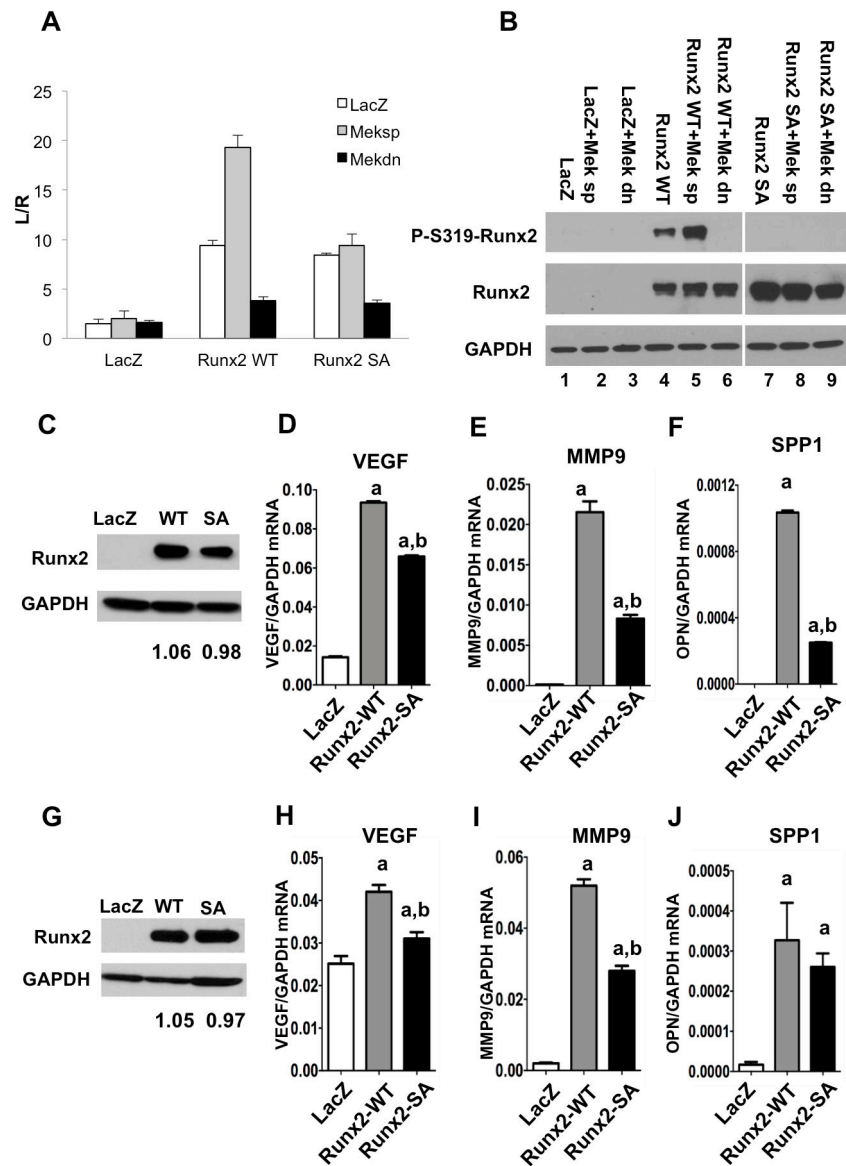 A
25
20
15
10
5
0
L/R
LacZ
Meksp
Mekdn
LacZ
Runx2 WT
Runx2 SA
B
LacZ
LacZ+Mek sp
LacZ+Mek dn
Runx2 WT
Runx2 WT+Mek sp
Runx2 WT+Mek dn
Runx2 SA
Runx2 SA+Mek sp
Runx2 SA+Mek dn
P-S319-Runx2
Runx2
GAPDH
1 2 3 4 5 6 7 8 9
C
LacZ WT SA
Runx2
GAPDH
1.06 0.98
D
VEGF
VEGF/GAPDH mRNA
0.10
0.08
0.06
0.04
0.02
0.00
a
a,b
LacZ
Runx2-WT
Runx2-SA
E
MMP9
MMP9/GAPDH mRNA
0.025
0.020
0.015
0.010
0.005
0.000
a
a,b
LacZ
Runx2-WT
Runx2-SA
F
SPP1
OPN/GAPDH mRNA
0.0012
0.0008
0.0004
0.0000
a
a,b
LacZ
Runx2-WT
Runx2-SA
G
LacZ WT SA
Runx2
GAPDH
1.05 0.97
H
VEGF
VEGF/GAPDH mRNA
0.05
0.04
0.03
0.02
0.01
0.00
a
a,b
LacZ
Runx2-WT
Runx2-SA
I
MMP9
MMP9/GAPDH mRNA
0.06
0.04
0.02
0.00
a
a,b
LacZ
Runx2-WT
Runx2-SA
J
SPP1
OPN/GAPDH mRNA
0.0005
0.0004
0.0003
0.0002
0.0001
0.0000
a
a
LacZ
Runx2-WT
Runx2-SA